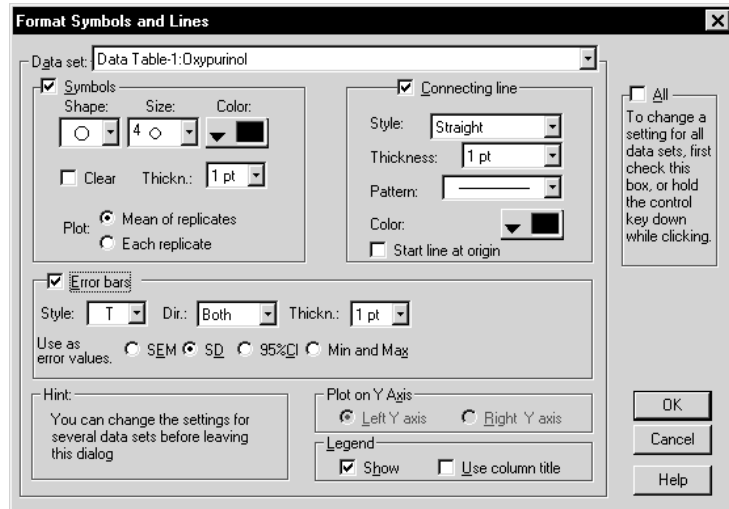 Format Symbols and Lines
Data set: Data Table-1:Oxypurinol
Symbols
Shape: Size: Color:
4
Clear Thickn.: 1 pt
Plot: Mean of replicates
Each replicate
Connecting line
Style: Straight
Thickness: 1 pt
Pattern:
Color:
Start line at origin
All
To change a
setting for all
data sets, first
check this
box, or hold
the control
key down
while clicking.
Error bars
Style: T Dir.: Both Thickn.: 1 pt
Use as
error values. SEM SD 95%CI Min and Max
Hint:
You can change the settings for
several data sets before leaving
this dialog
Plot on Y Axis
Left Y axis Right Y axis
Legend
Show Use column title
OK
Cancel
Help